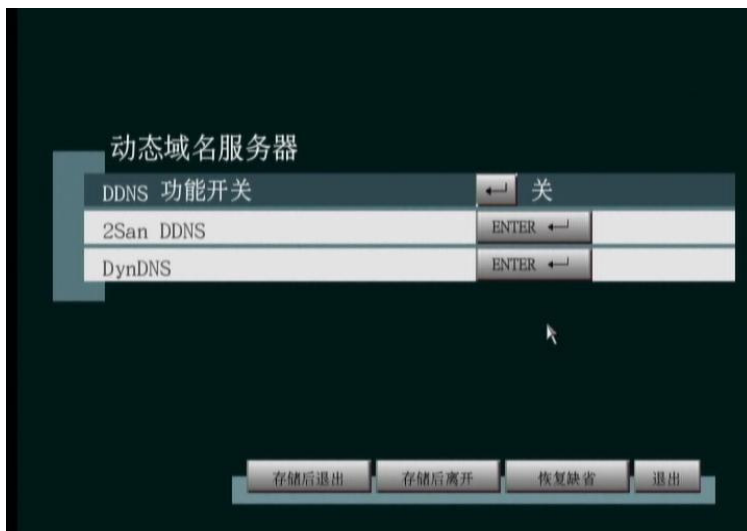 动态域名服务器
DDNS 功能开关 关
2San DDNS ENTER
DynDNS ENTER
存储后退出 存储后离开 恢复缺省 退出